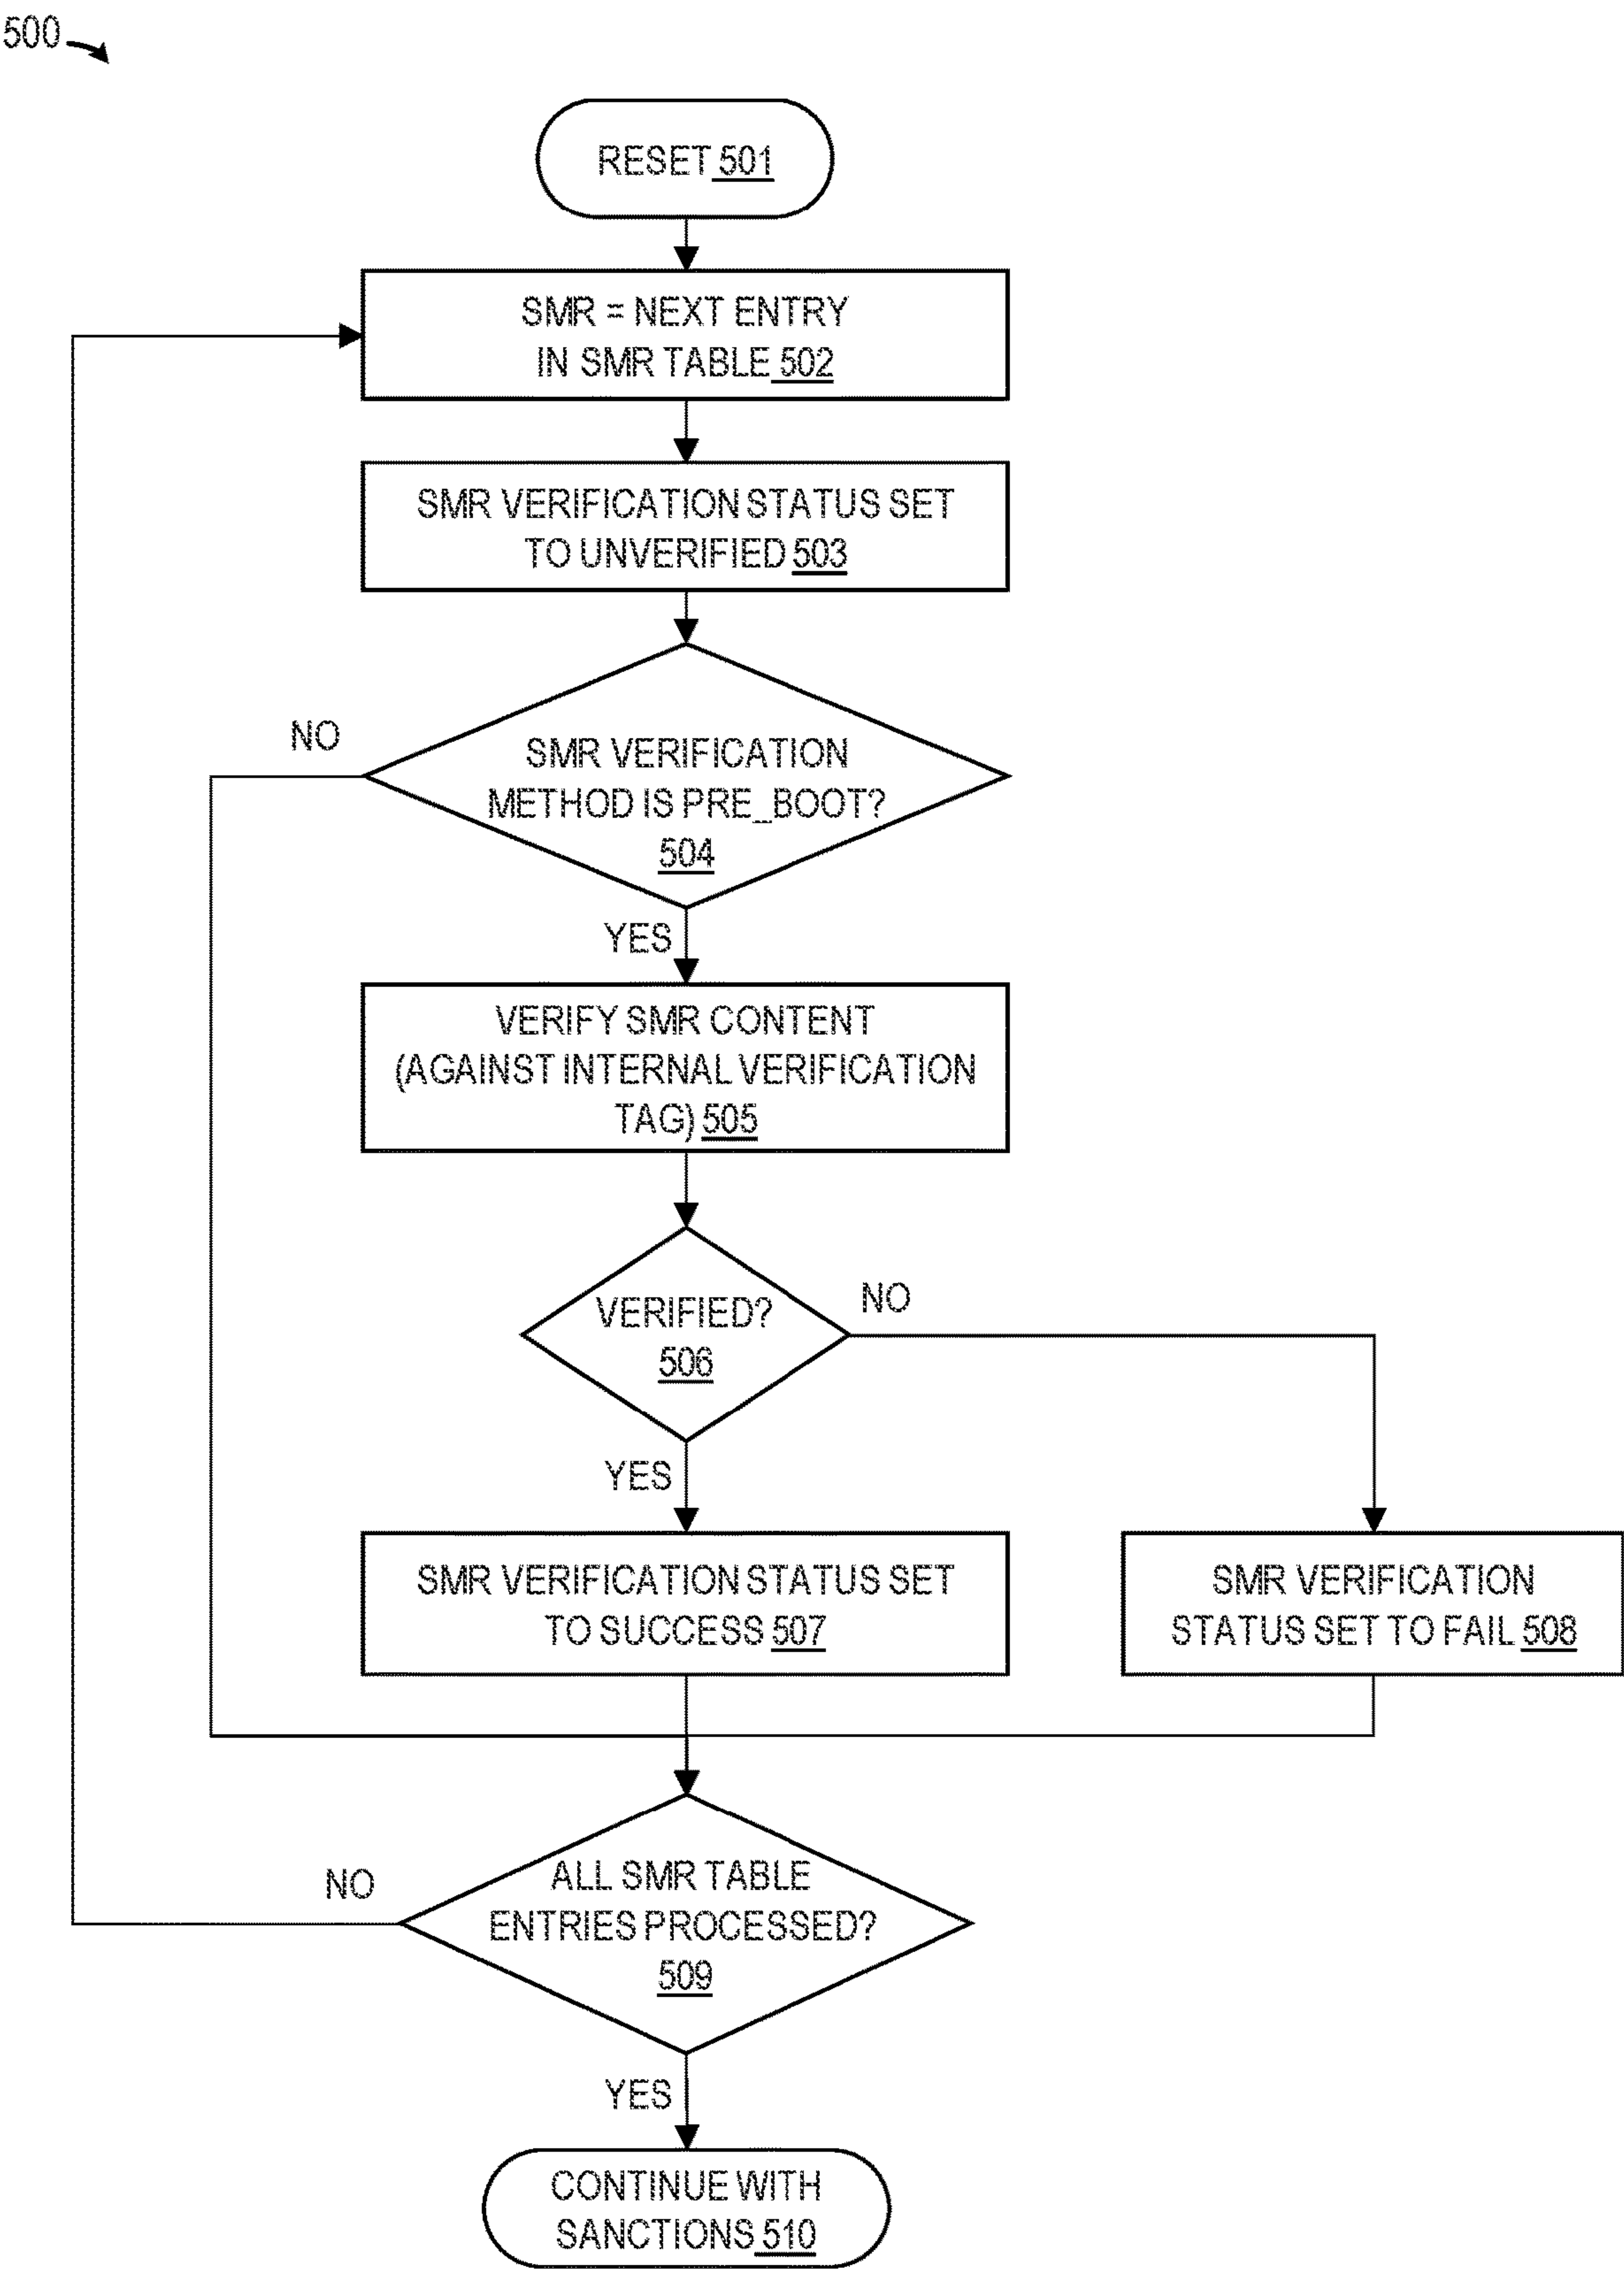 500
RESET 501
SMR = NEXT ENTRY
IN SMR TABLE 502
SMR VERIFICATION STATUS SET
TO UNVERIFIED 503
NO
SMR VERIFICATION
METHOD IS PRE_BOOT?
504
YES
VERIFY SMR CONTENT
(AGAINST INTERNAL VERIFICATION
TAG) 505
VERIFIED?
506
NO
YES
SMR VERIFICATION STATUS SET
TO SUCCESS 507
SMR VERIFICATION
STATUS SET TO FAIL 508
NO
ALL SMR TABLE
ENTRIES PROCESSED?
509
YES
CONTINUE WITH
SANCTIONS 510